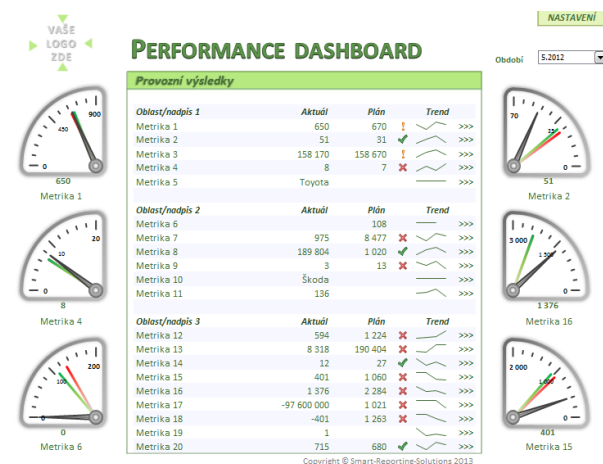 NASTAVENÍ
VAŠE
LOGO
ZDE
PERFORMANCE DASHBOARD
Období 5.2012
Provozní výsledky
Oblast/nadpis 1 Aktuál Plán Trend
Metrika 1 650 670 >>>
Metrika 2 51 31 >>>
Metrika 3 158 170 158 670 >>>
Metrika 4 8 7 >>>
Metrika 5 Toyota >>>
Oblast/nadpis 2 Aktuál Plán Trend
Metrika 6 108 >>>
Metrika 7 975 8 477 >>>
Metrika 8 189 804 1 020 >>>
Metrika 9 3 13 >>>
Metrika 10 Škoda >>>
Metrika 11 136 >>>
Oblast/nadpis 3 Aktuál Plán Trend
Metrika 12 594 1 224 >>>
Metrika 13 8 318 190 404 >>>
Metrika 14 12 27 >>>
Metrika 15 401 1 060 >>>
Metrika 16 1 376 2 284 >>>
Metrika 17 -97 600 000 1 021 >>>
Metrika 18 -401 1 263 >>>
Metrika 19 1 >>>
Metrika 20 715 680 >>>
900
450
0
650
Metrika 1
20
10
0
8
Metrika 4
200
100
0
0
Metrika 6
70
35
0
51
Metrika 2
3 000
0
1 376
Metrika 16
2 000
0
401
Metrika 15
Copyright © Smart-Reporting-Solutions 2013